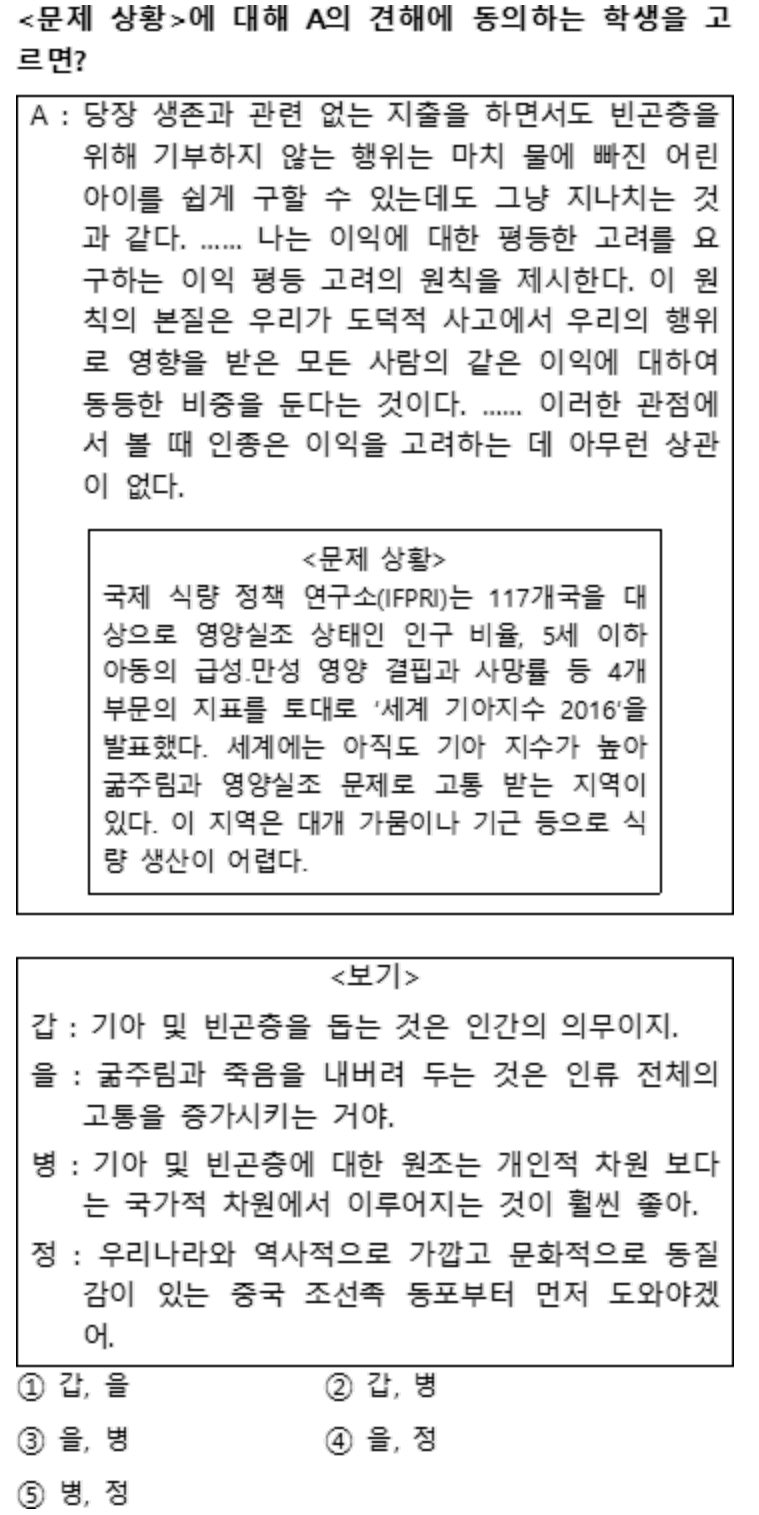 <문제 상황>에 대해 A의 견해에 동의하는 학생을 고
르면?
A : 당장 생존과 관련 없는 지출을 하면서도 빈곤층을
위해 기부하지 않는 행위는 마치 물에 빠진 어린
아이를 쉽게 구할 수 있는데도 그냥 지나치는 것
과 같다. …… 나는 이익에 대한 평등한 고려를 요
구하는 이익 평등 고려의 원칙을 제시한다. 이 원
칙의 본질은 우리가 도덕적 사고에서 우리의 행위
로 영향을 받은 모든 사람의 같은 이익에 대하여
동등한 비중을 둔다는 것이다. …… 이러한 관점에
서 볼 때 인종은 이익을 고려하는 데 아무런 상관
이 없다.
<문제 상황>
국제 식량 정책 연구소(IFPRI)는 117개국을 대
상으로 영양실조 상태인 인구 비율, 5세 이하
아동의 급성.만성 영양 결핍과 사망률 등 4개
부문의 지표를 토대로 '세계 기아지수 2016'을
발표했다. 세계에는 아직도 기아 지수가 높아
굶주림과 영양실조 문제로 고통 받는 지역이
있다. 이 지역은 대개 가뭄이나 기근 등으로 식
량 생산이 어렵다.
<보기>
갑 : 기아 및 빈곤층을 돕는 것은 인간의 의무이지.
을 : 굶주림과 죽음을 내버려 두는 것은 인류 전체의
고통을 증가시키는 거야.
병 : 기아 및 빈곤층에 대한 원조는 개인적 차원 보다
는 국가적 차원에서 이루어지는 것이 훨씬 좋아.
정 : 우리나라와 역사적으로 가깝고 문화적으로 동질
감이 있는 중국 조선족 동포부터 먼저 도와야겠
어.
① 갑, 을 ② 갑, 병
③ 을, 병 ④ 을, 정
⑤ 병, 정